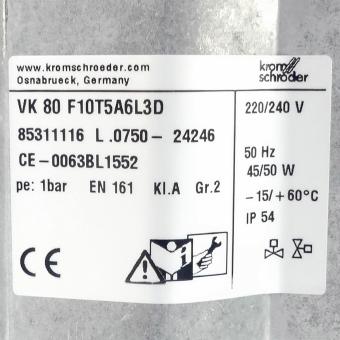 www.kromschroeder.com
Osnabrueck, Germany
krom
schröder
VK 80 F10T5A6L3D
85311116 L .0750- 24246
CE-0063BL1552
pe: 1bar EN 161 Kl.A Gr.2
220/240 V
50 Hz
45/50 W
-15/+60°C
IP 54
CE